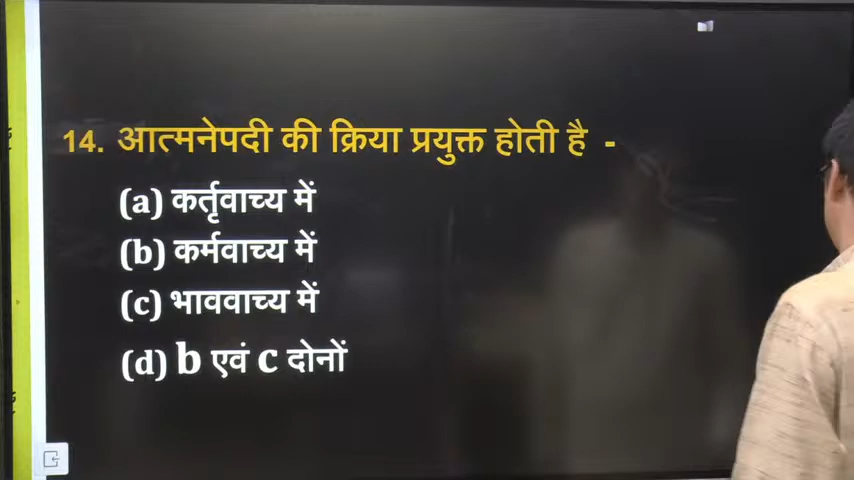 14. आत्मनेपदी की क्रिया प्रयुक्त होती है -
(a) कर्तृवाच्य में
(b) कर्मवाच्य में
(c) भाववाच्य में
(d) b एवं c दोनों